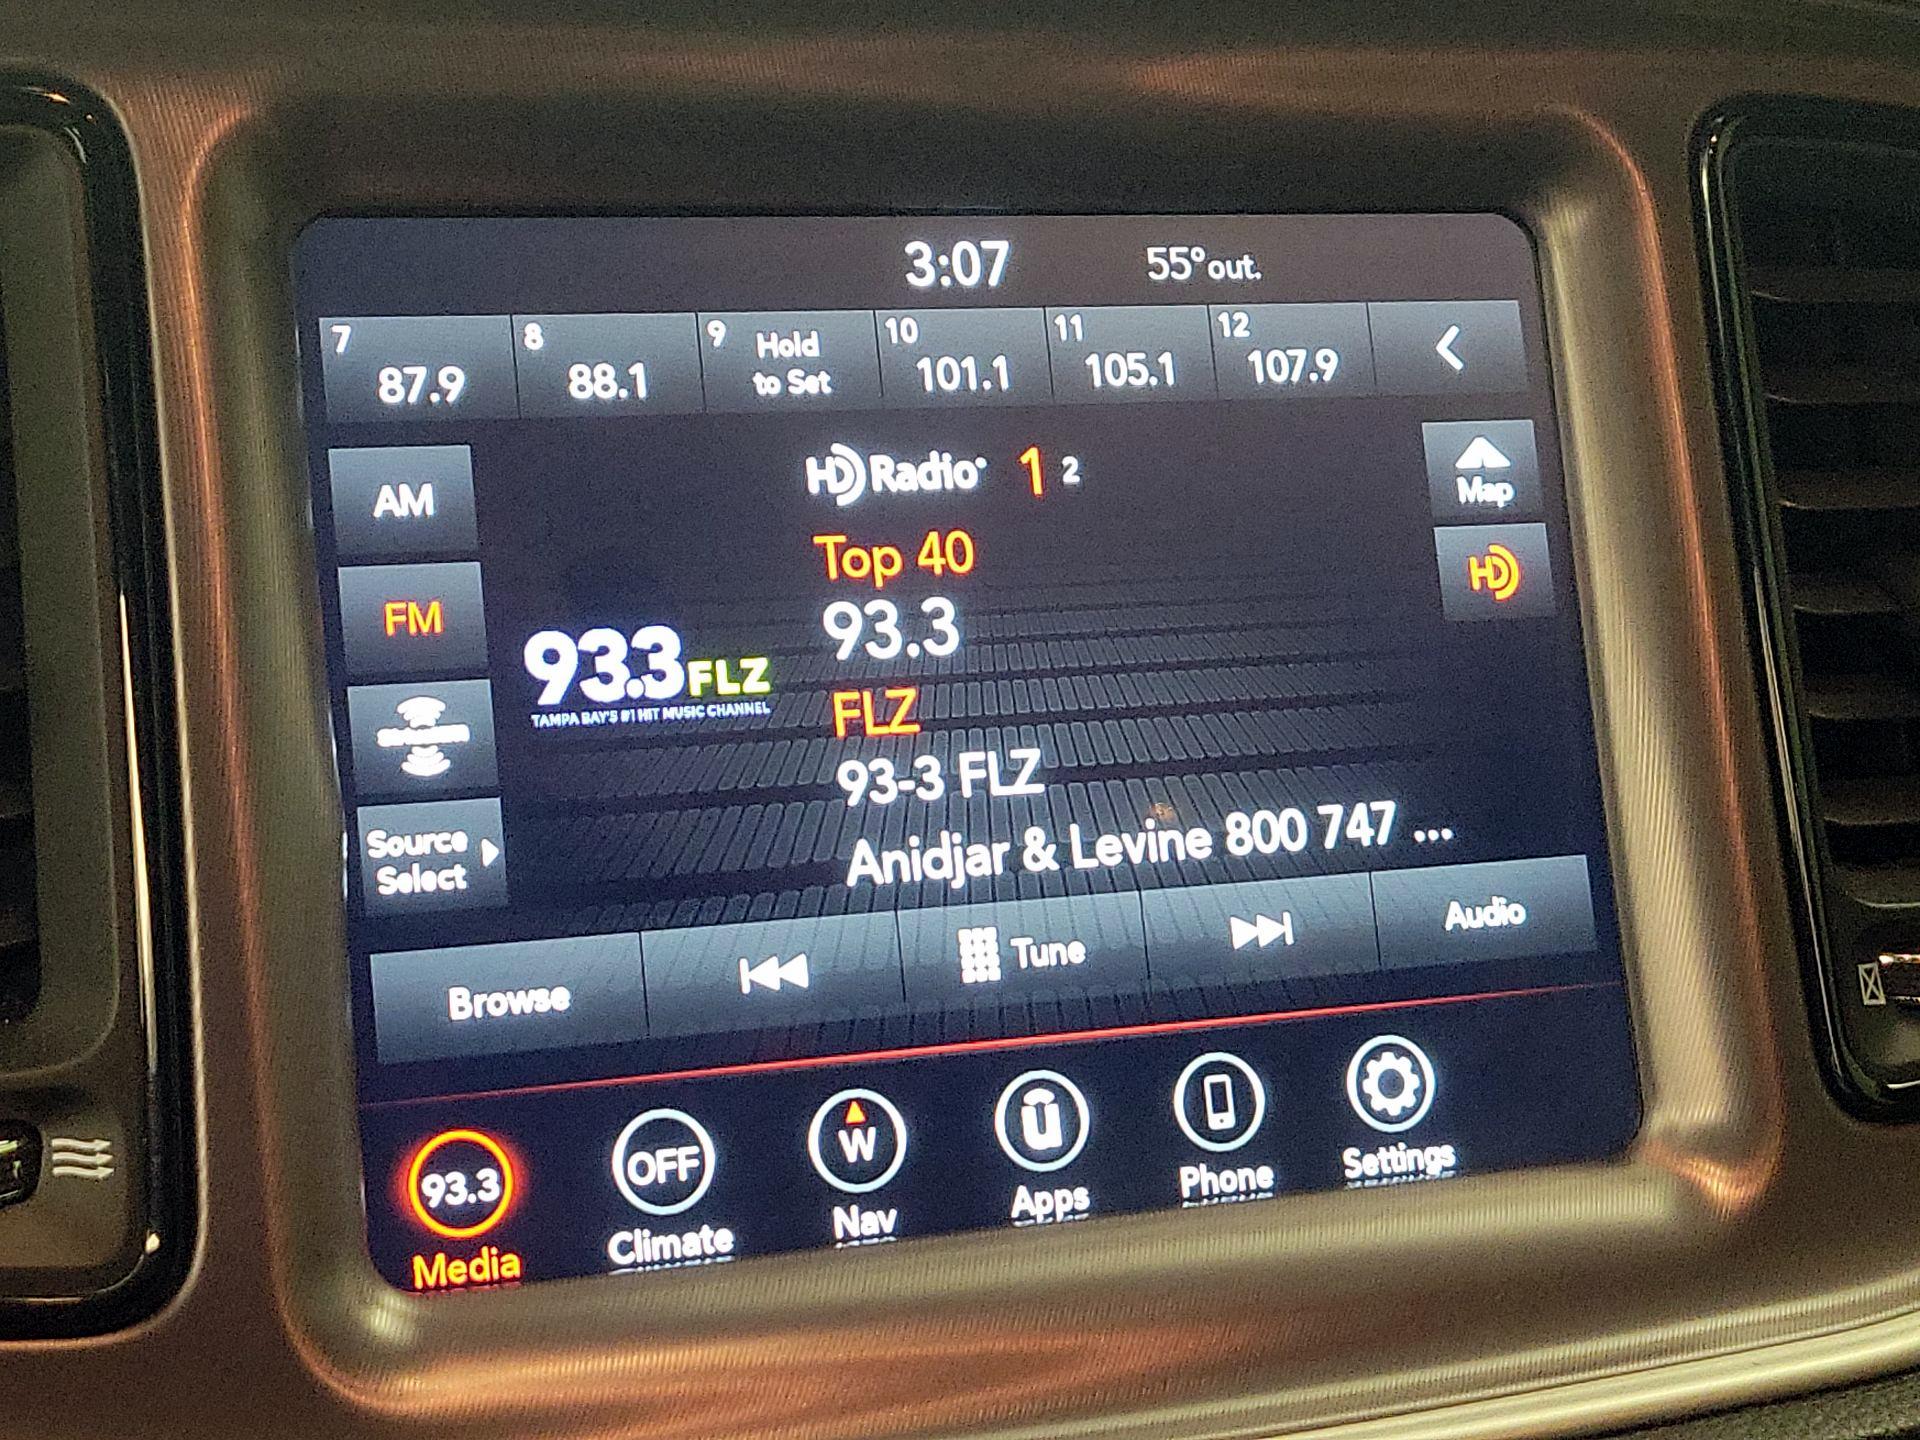 3:07 55° out.
7 8 9 Hold 10 11 12
87.9 88.1 to Set 101.1 105.1 107.9
AM
HD Radio 1 2
Map
Top 40
HD
FM
93.3
93.3 FLZ
TAMPA BAY'S #1 HIT MUSIC CHANNEL
FLZ
93-3 FLZ
Source
Select
Anidjar & Levine 800 747 ...
Browse Tune Audio
93.3 OFF W u
Media Climate Nav Apps Phone Settings